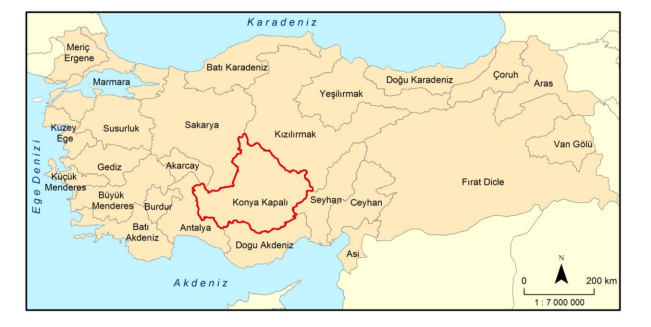 Karadeniz
Meriç
Ergene
Marmara
Batı Karadeniz
Doğu Karadeniz
Çoruh
Aras
Yeşilırmak
Kuzey
Ege
Susurluk
Sakarya
Kızılırmak
Van Gölü
Ege Denizi
Gediz
Akarcay
Küçük
Menderes
Fırat Dicle
Büyük
Menderes
Burdur
Konya Kapalı
Seyhan
Ceyhan
Batı
Akdeniz
Antalya
Dogu Akdeniz
Asi
Akdeniz
N
0 200 km
1 : 7 000 000